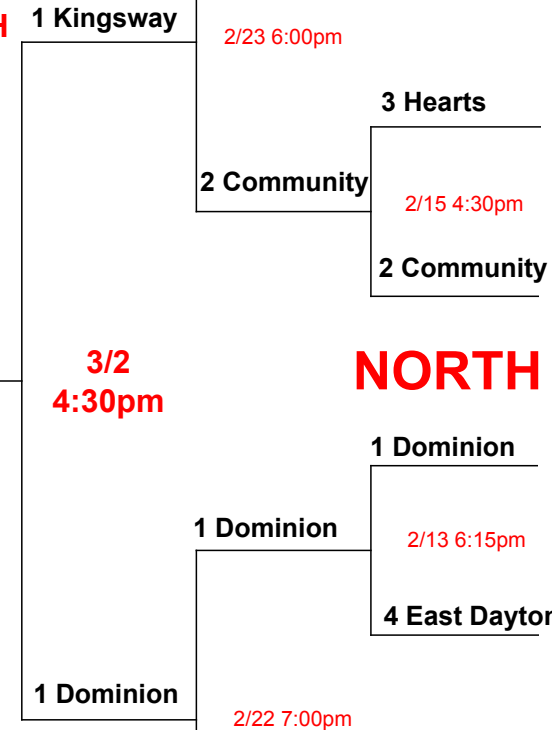 H
1 Kingsway
2/23 6:00pm
3 Hearts
2 Community
2/15 4:30pm
2 Community
3/2
4:30pm
NORTH
1 Dominion
1 Dominion
2/13 6:15pm
4 East Dayton
1 Dominion
2/22 7:00pm